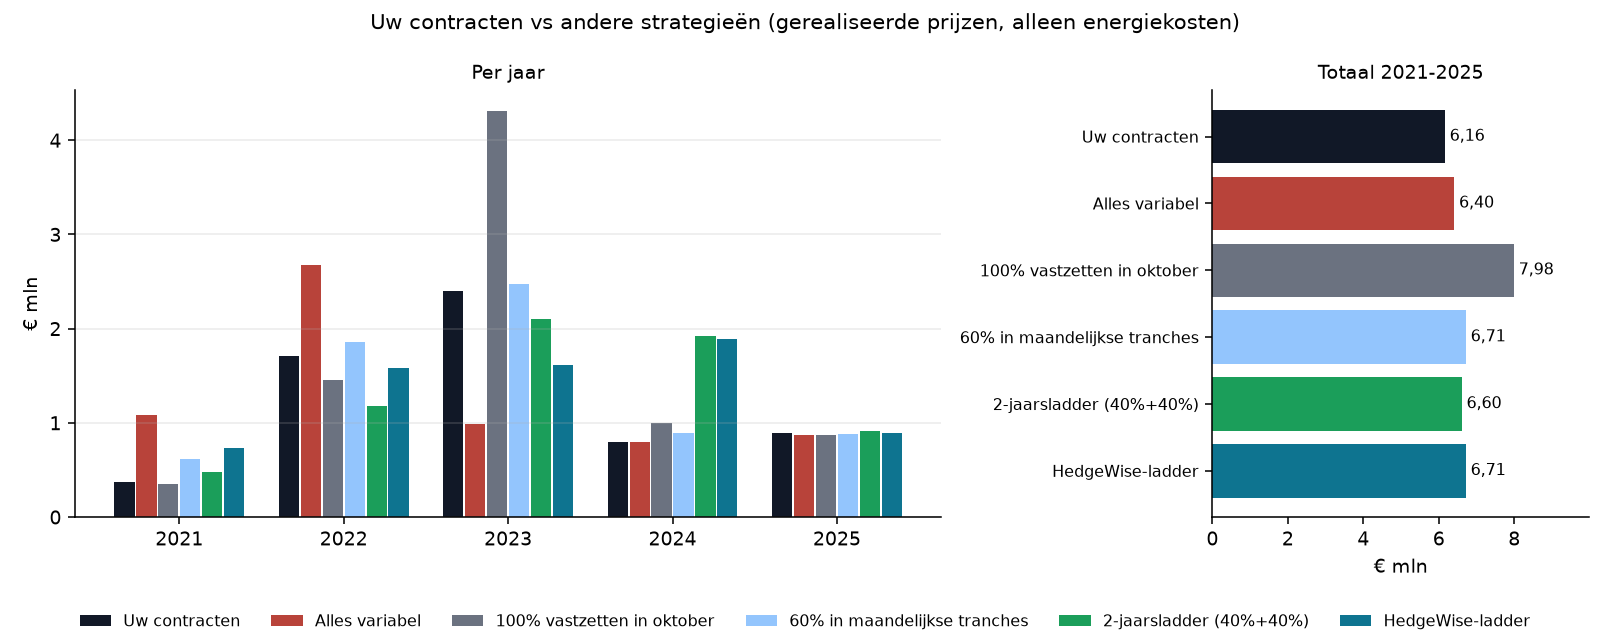 Uw contracten vs andere strategieën (gerealiseerde prijzen, alleen energiekosten)
Per jaar
€ mln
4
3
2
1
0
2021
2022
2023
2024
2025
Totaal 2021-2025
Uw contracten
6,16
Alles variabel
6,40
100% vastzetten in oktober
7,98
60% in maandelijkse tranches
6,71
2-jaarsladder (40%+40%)
6,60
HedgeWise-ladder
6,71
0
2
4
6
8
€ mln
Uw contracten
Alles variabel
100% vastzetten in oktober
60% in maandelijkse tranches
2-jaarsladder (40%+40%)
HedgeWise-ladder